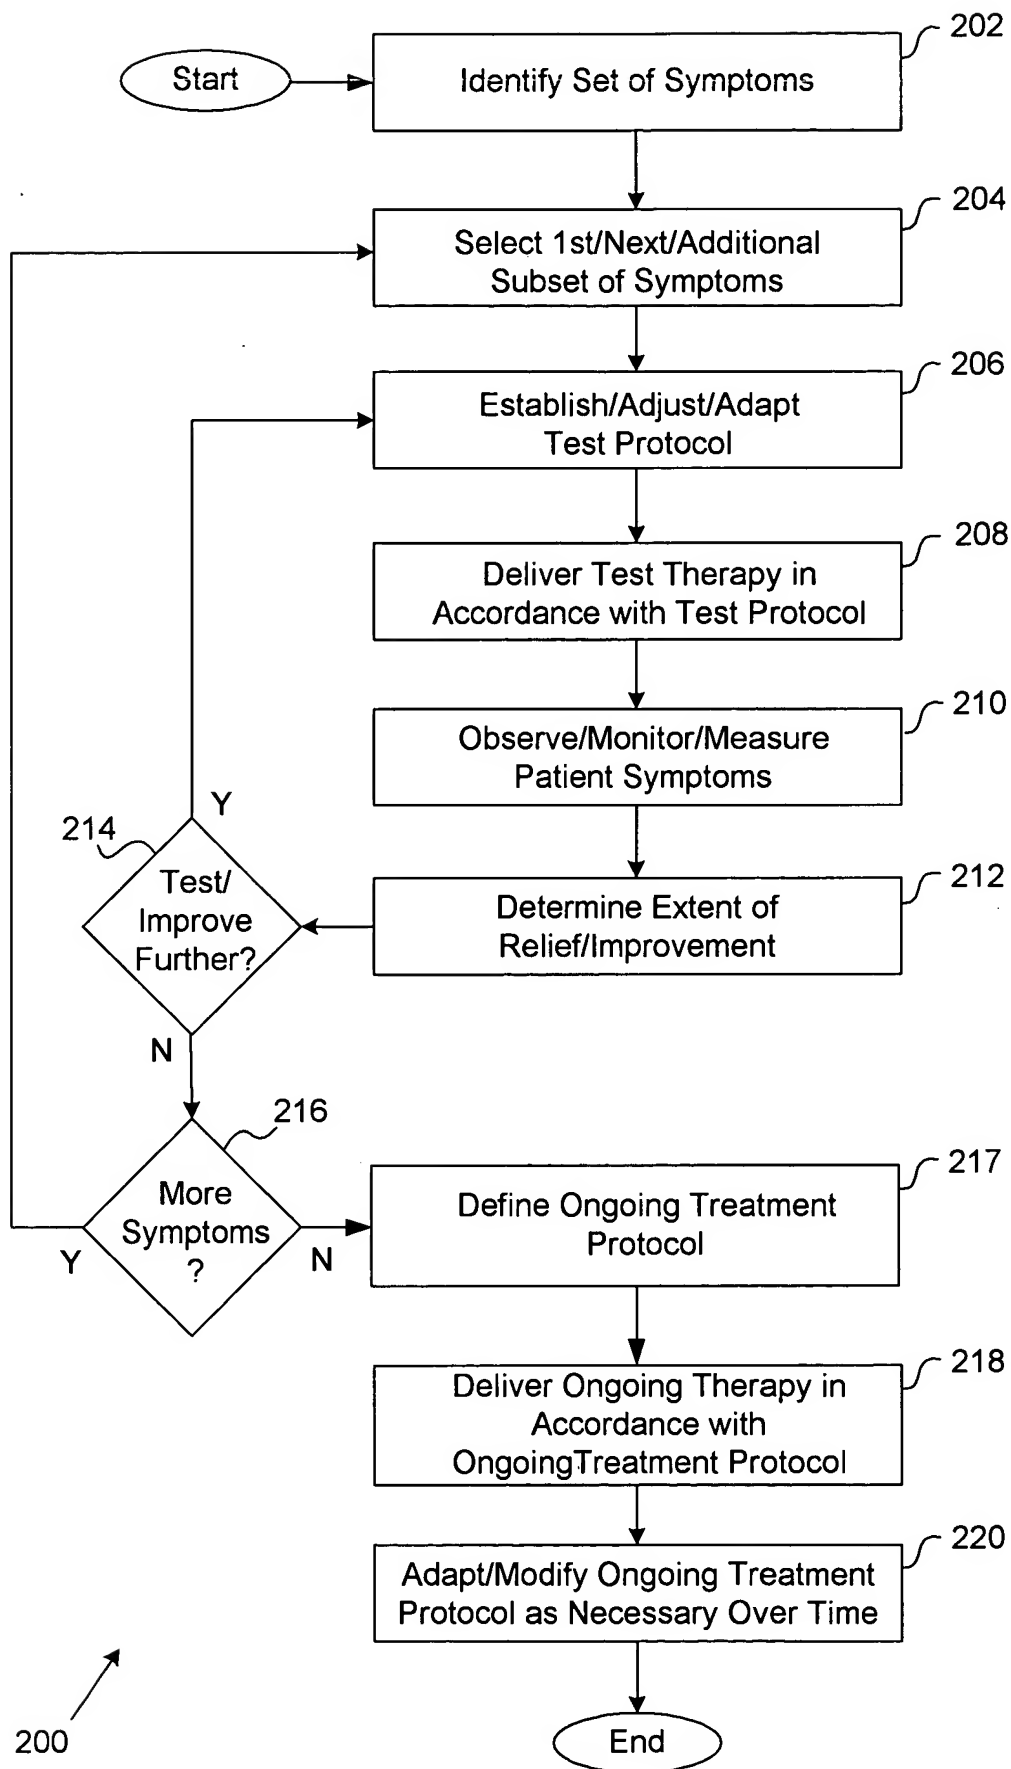 202
Start
Identify Set of Symptoms
204
Select 1st/Next/Additional
Subset of Symptoms
206
Establish/Adjust/Adapt
Test Protocol
208
Deliver Test Therapy in
Accordance with Test Protocol
210
Observe/Monitor/Measure
Patient Symptoms
Y
214
Test/
Improve
Further?
212
Determine Extent of
Relief/Improvement
N
216
More
Symptoms
?
Y
N
217
Define Ongoing Treatment
Protocol
218
Deliver Ongoing Therapy in
Accordance with
OngoingTreatment Protocol
220
Adapt/Modify Ongoing Treatment
Protocol as Necessary Over Time
200
End